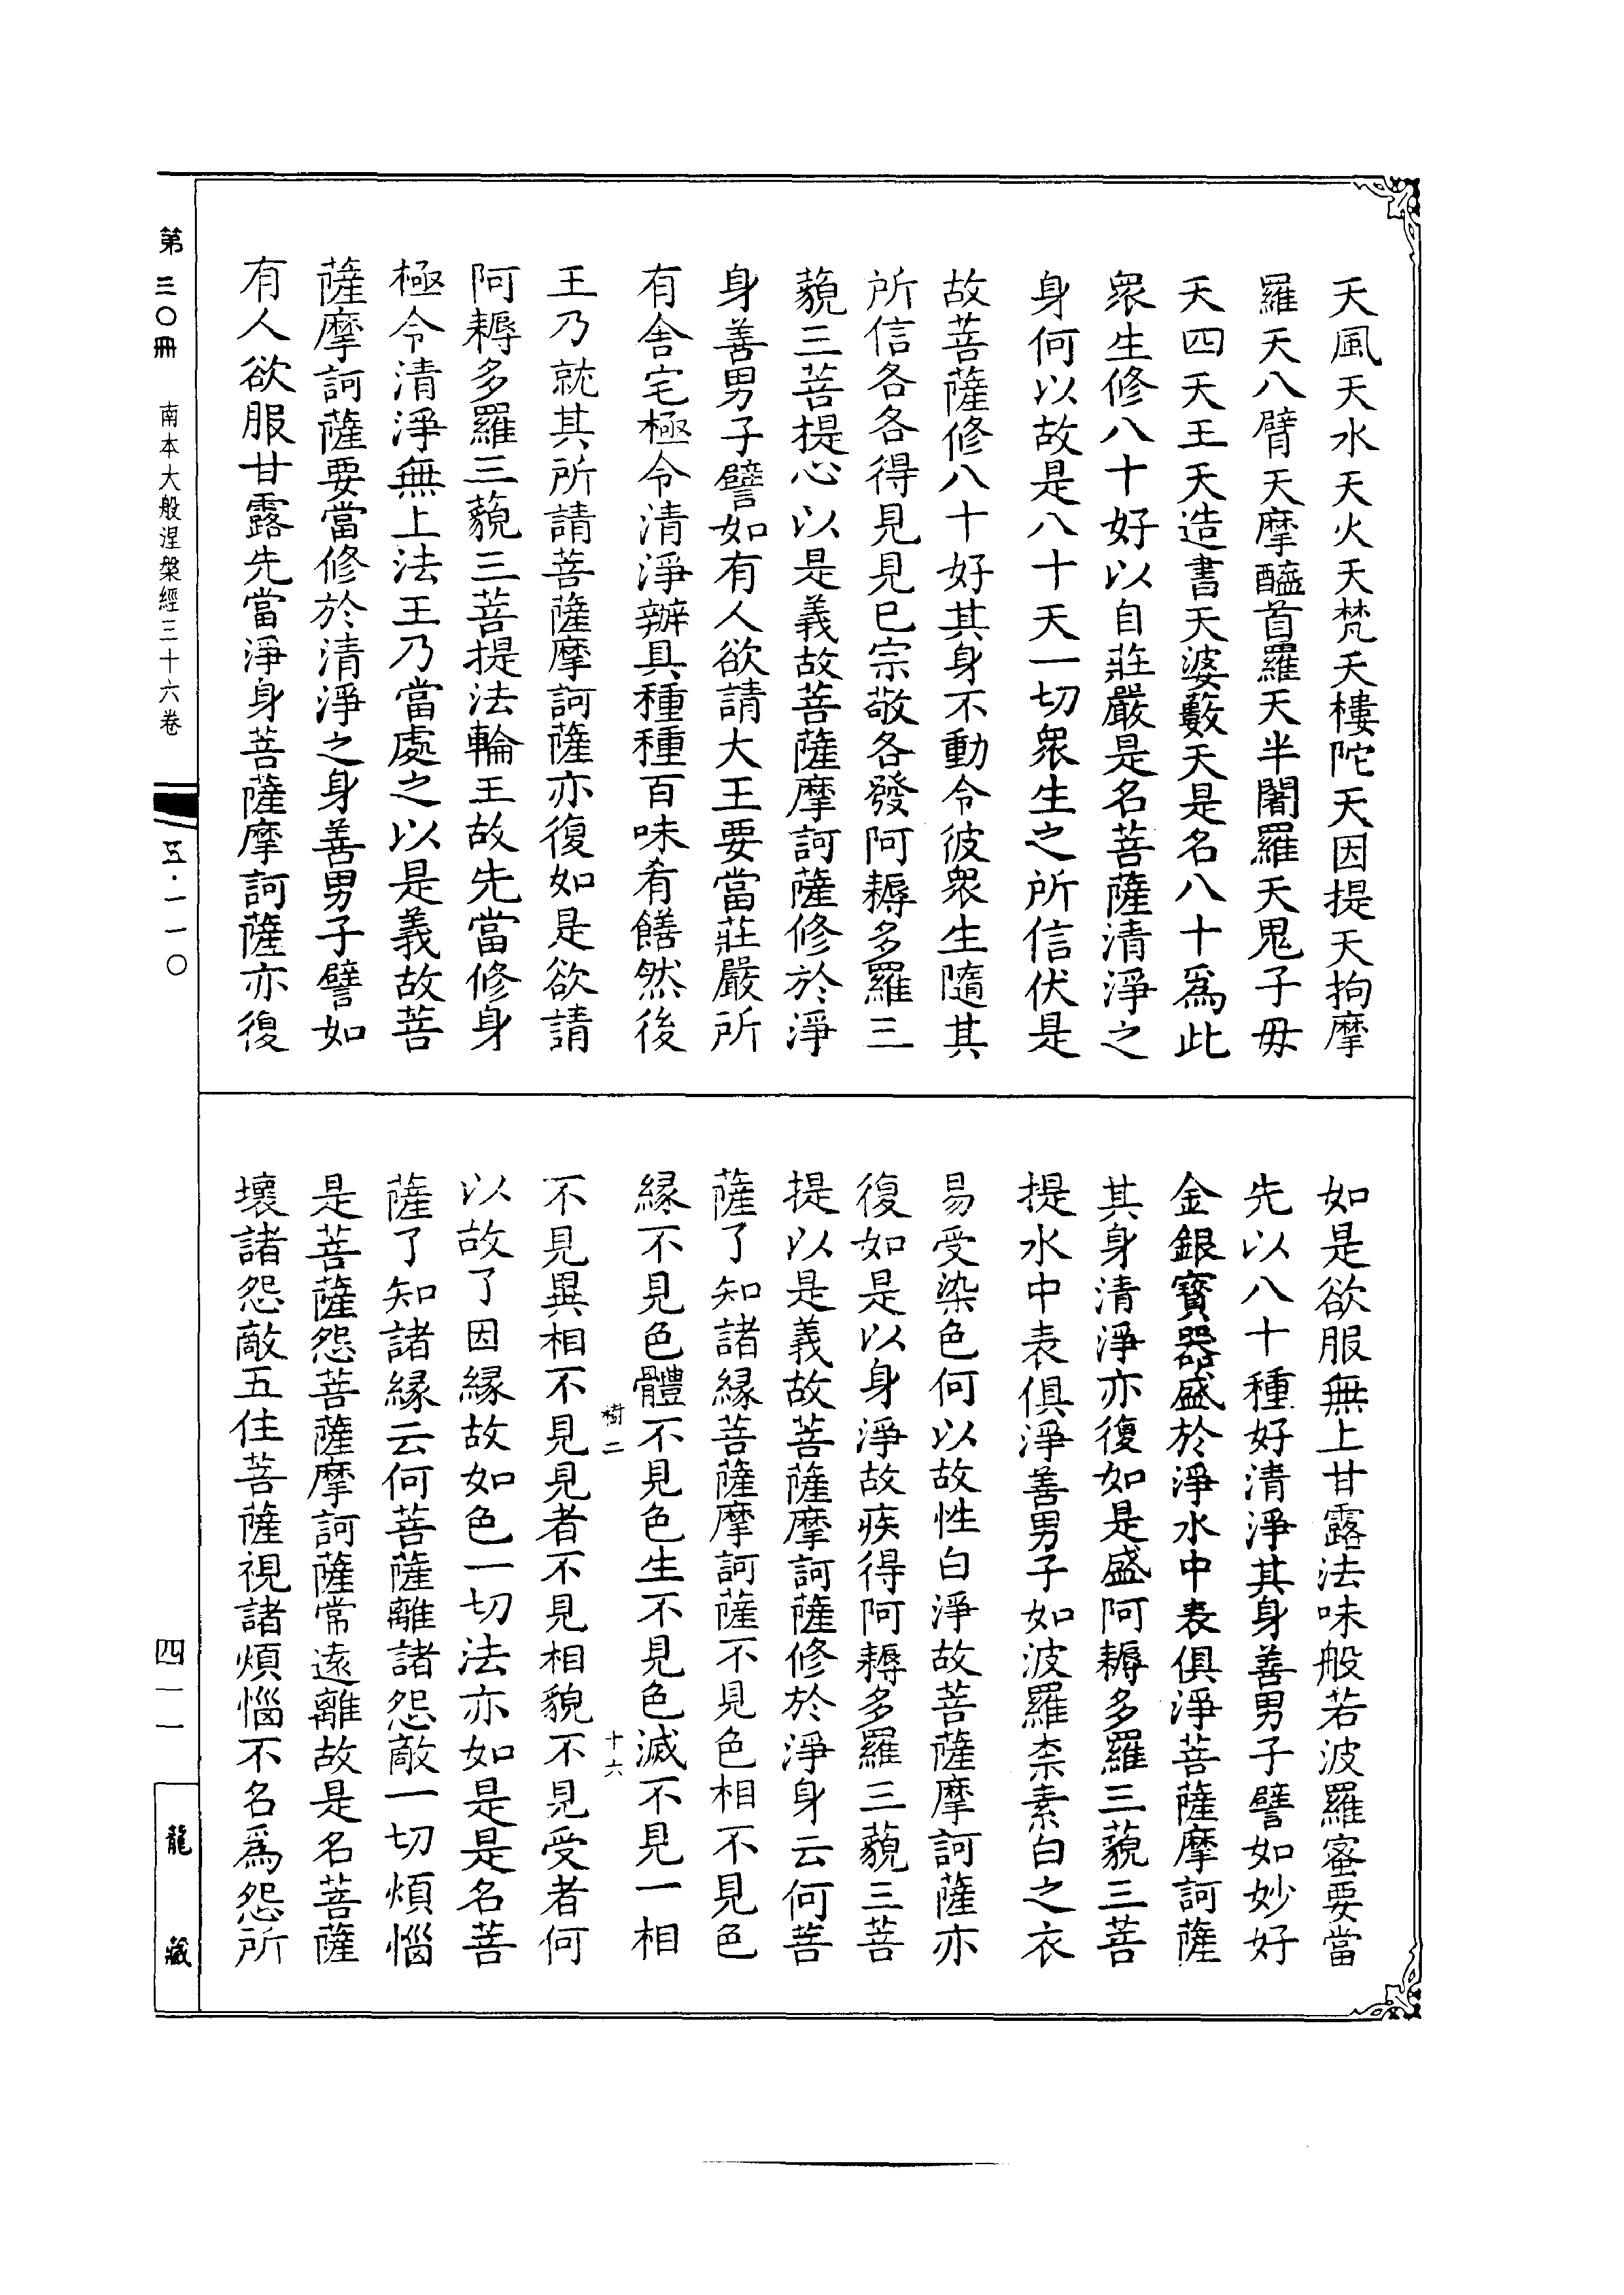 天風天水天火天梵天樓陀天因提天拘摩
羅天八臂天摩醯首羅天半闍羅天鬼子毋
天四天王天造書天婆藪天是名八十爲此
衆生修八十好以自莊嚴是名菩薩清淨之
身何以故是八十天一切衆生之所信伏是
故菩薩修八十好其身不動令彼衆生隨其
所信各各得見見已宗敬各發阿耨多羅三
藐三菩提心以是義故菩薩摩訶薩修於淨
身善男子譬如有人欲請大王要當莊嚴所
有舍宅極令清淨辦具種種百味肴饍然後
王乃就其所請菩薩摩訶薩亦復如是欲請
阿耨多羅三藐三菩提法輪王故先當修身
極令清淨無上法王乃當處之以是義故菩
薩摩訶薩要當修於清淨之身善男子譬如
有人欲服甘露先當淨身菩薩摩訶薩亦復
如是欲服無上甘露法味般若波羅蜜要當
先以八十種好清淨其身善男子譬如妙好
金銀寶器盛於淨水中表俱淨菩薩摩訶薩
其身清淨亦復如是盛阿耨多羅三藐三菩
提水中表俱淨善男子如波羅柰素白之衣
易受染色何以故性白淨故菩薩摩訶薩亦
復如是以身淨故疾得阿耨多羅三藐三菩
提以是義故菩薩摩訶薩修於淨身云何菩
薩了知諸緣菩薩摩訶薩不見色相不見色
緣不見色體不見色生不見色滅不見一相
樹二 十六
不見異相不見見者不見相貌不見受者何
以故了因緣故如色一切法亦如是是名菩
薩了知諸緣云何菩薩離諸怨敵一切煩惱
是菩薩怨菩薩摩訶薩常遠離故是名菩薩
壞諸怨敵五住菩薩視諸煩惱不名爲怨所
第三〇冊 南本大般涅槃經三十六卷 五·一一〇 四一一 龍藏